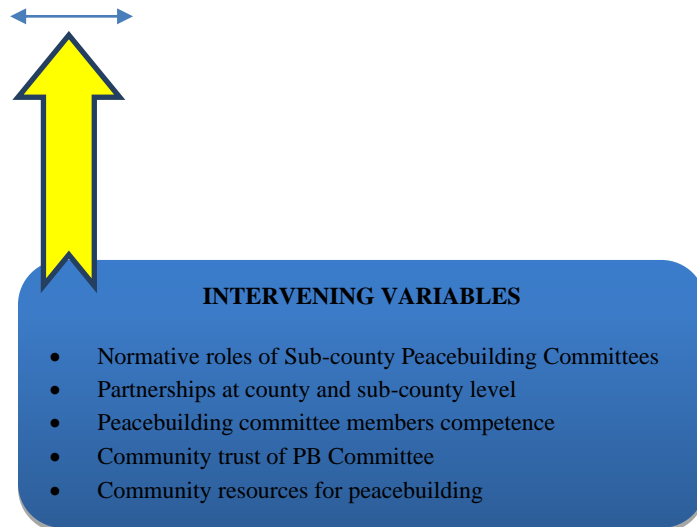 INTERVENING VARIABLES
• Normative roles of Sub-county Peacebuilding Committees
• Partnerships at county and sub-county level
• Peacebuilding committee members competence
• Community trust of PB Committee
• Community resources for peacebuilding